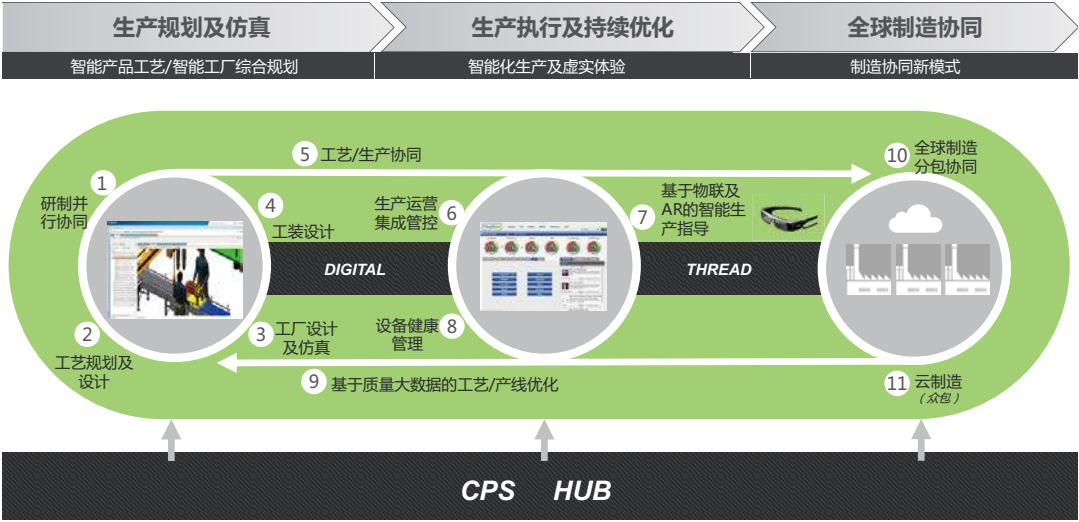 生产规划及仿真
生产执行及持续优化
全球制造协同
智能产品工艺/智能工厂综合规划
智能化生产及虚实体验
制造协同新模式
5 工艺/生产协同
10 全球制造
分包协同
1
研制并
行协同
4
工装设计
生产运营
集成管控
6
7
基于物联及
AR的智能生
产指导
DIGITAL
THREAD
2
工艺规划及
设计
3 工厂设计
及仿真
设备健康
管理
8
9 基于质量大数据的工艺/产线优化
11 云制造
（众包）
CPS HUB